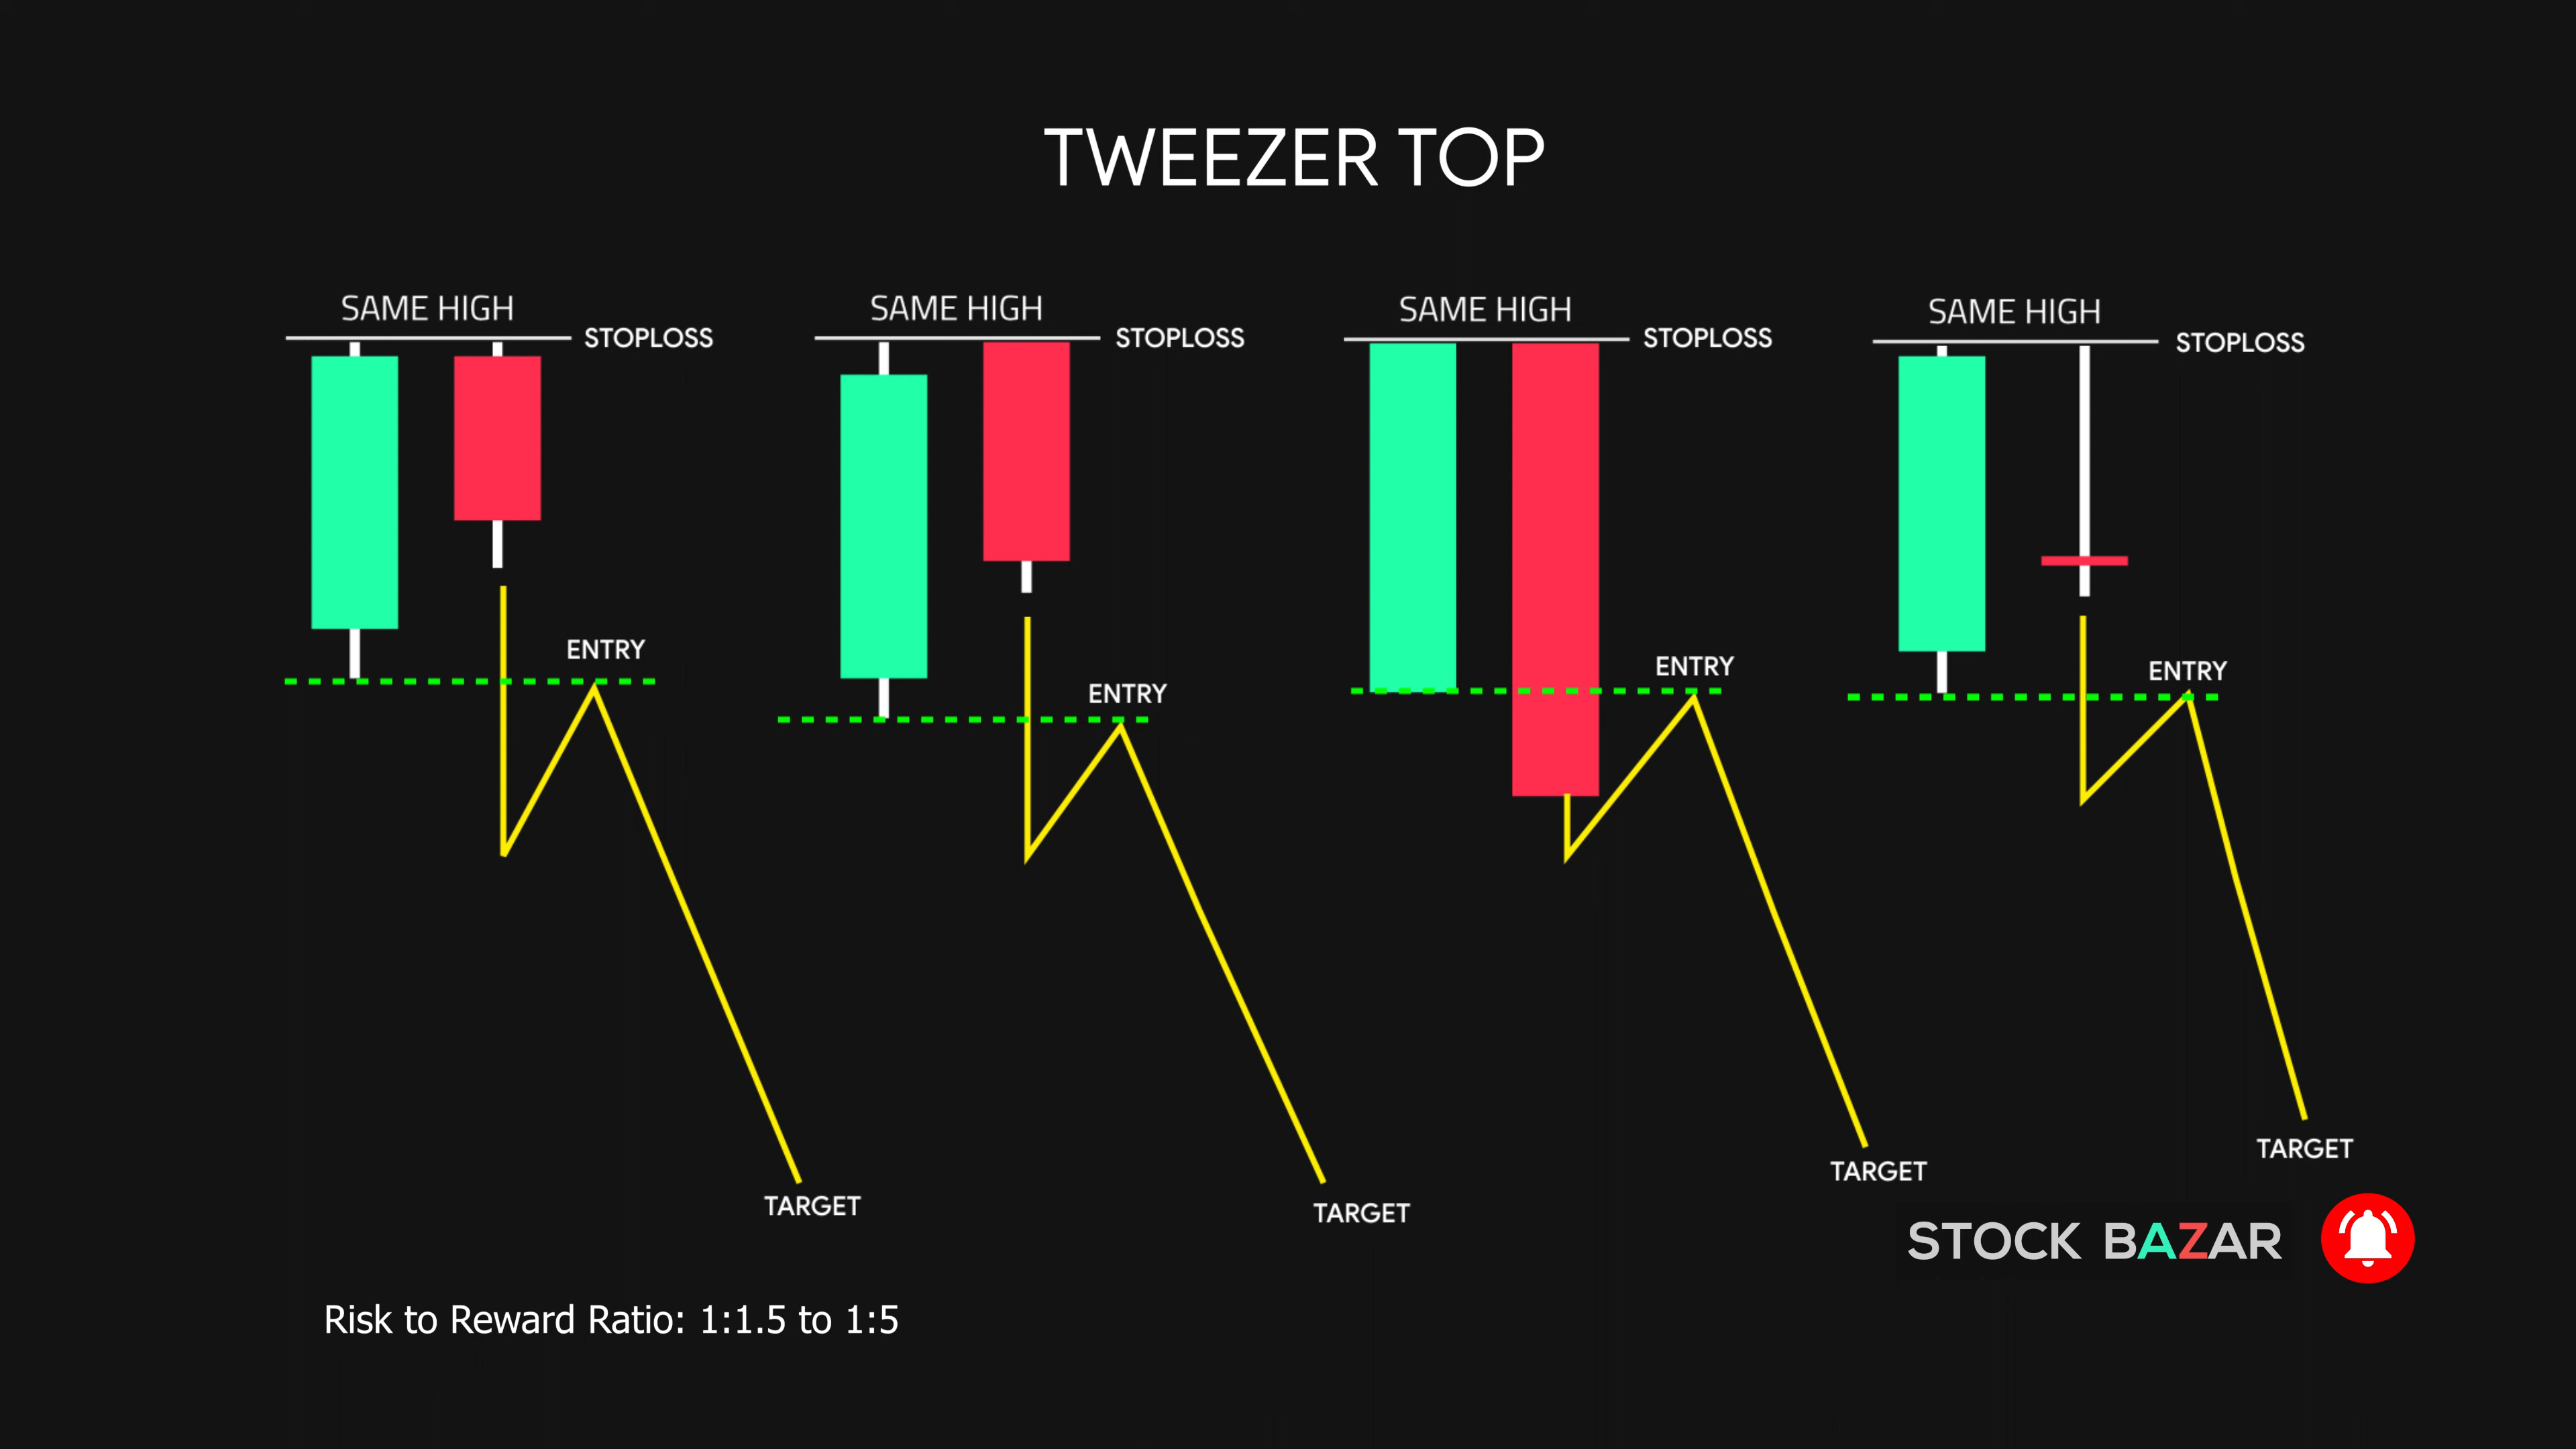 TWEEZER TOP
SAME HIGH
STOPLOSS
SAME HIGH
STOPLOSS
SAME HIGH
STOPLOSS
SAME HIGH
STOPLOSS
ENTRY
ENTRY
ENTRY
ENTRY
TARGET
TARGET
TARGET
TARGET
STOCK BAZAR
Risk to Reward Ratio: 1:1.5 to 1:5